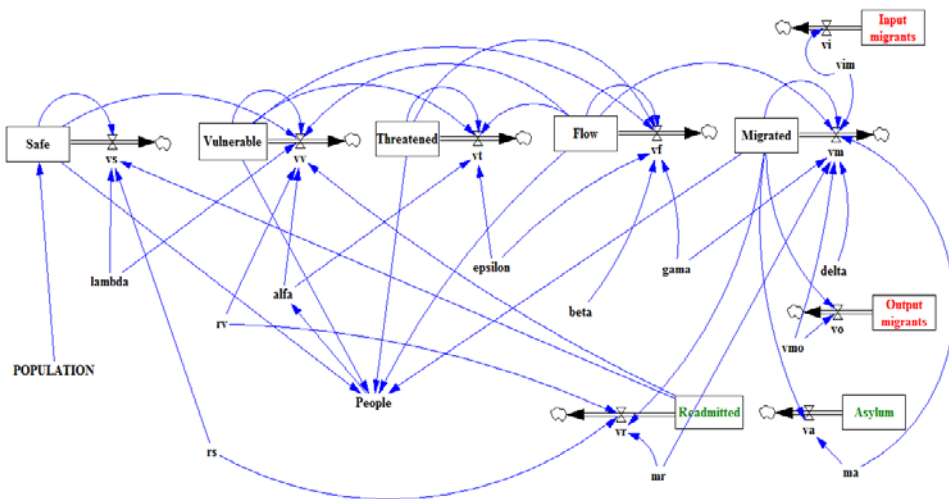 Input
migrants
vi
vim
Safe
vs
Vulnerable
vv
Threatened
vt
Flow
vf
Migrated
vm
lambda
alfa
epsilon
gama
delta
rv
beta
Output
migrants
vo
vmo
POPULATION
People
Readmitted
vr
Asylum
va
rs
mr
ma